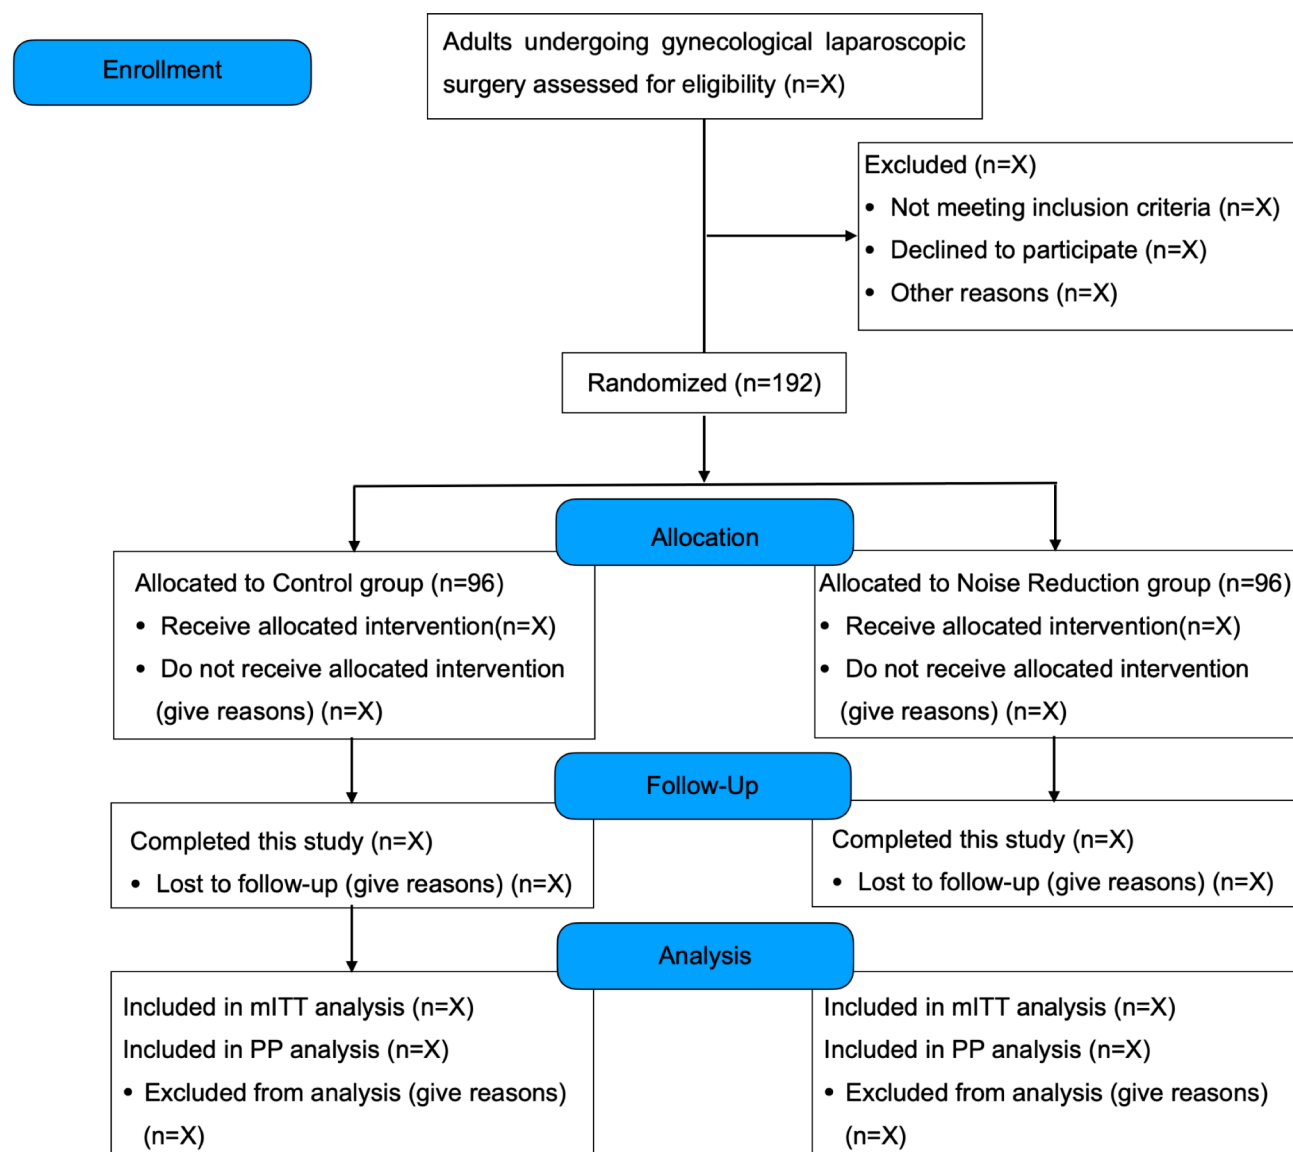 Enrollment
Adults undergoing gynecological laparoscopic
surgery assessed for eligibility (n=X)
Excluded (n=X)
• Not meeting inclusion criteria (n=X)
• Declined to participate (n=X)
• Other reasons (n=X)
Randomized (n=192)
Allocation
Allocated to Control group (n=96)
• Receive allocated intervention(n=X)
• Do not receive allocated intervention
(give reasons) (n=X)
Allocated to Noise Reduction group (n=96)
• Receive allocated intervention(n=X)
• Do not receive allocated intervention
(give reasons) (n=X)
Follow-Up
Completed this study (n=X)
• Lost to follow-up (give reasons) (n=X)
Completed this study (n=X)
• Lost to follow-up (give reasons) (n=X)
Analysis
Included in mITT analysis (n=X)
Included in PP analysis (n=X)
• Excluded from analysis (give reasons)
(n=X)
Included in mITT analysis (n=X)
Included in PP analysis (n=X)
• Excluded from analysis (give reasons)
(n=X)